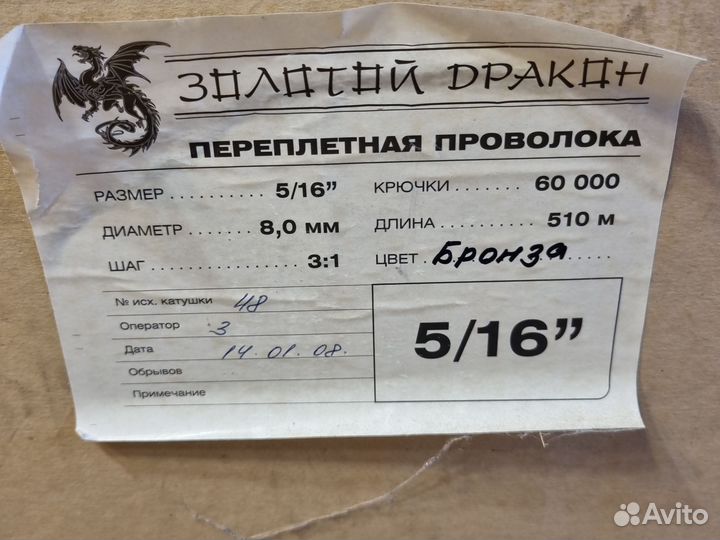 ЗОЛОТОЙ ДРАКОН
ПЕРЕПЛЕТНАЯ ПРОВОЛОКА
РАЗМЕР .......... 5/16” КРЮЧКИ ....... 60 000
ДИАМЕТР ........ 8,0 мм ДЛИНА ........... 510 м
ШАГ ................ 3:1 ЦВЕТ . Бронза .....
№ исх. катушки 48
Оператор 3
Дата 14.01.08.
Обрывов
Примечание
5/16”
Avito